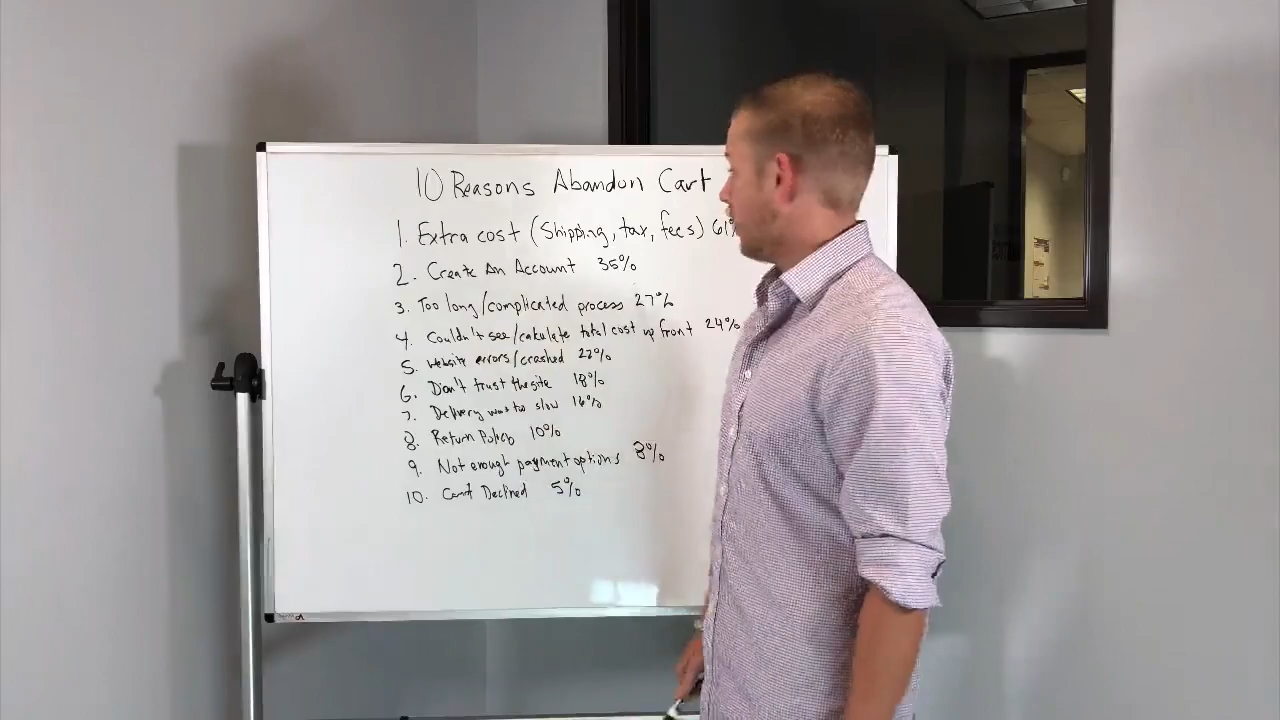 10 Reasons Abandon Cart
1. Extra cost (Shipping, tax, fees) 61%
2. Create An Account 35%
3. Too long/complicated process 27%
4. Couldn't see/calculate total cost up front 24%
5. Website errors/crashed 22%
6. Don't trust the site 18%
7. Delivery was too slow 16%
8. Return Policy 10%
9. Not enough payment options 8%
10. Card Declined 5%